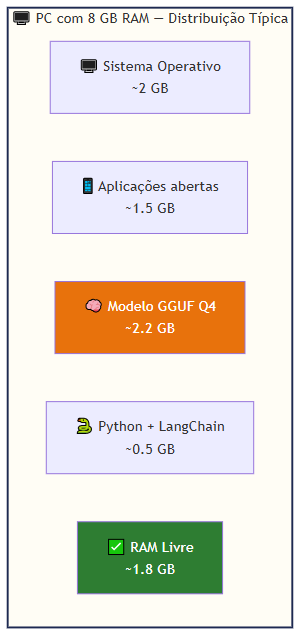 🖥️ PC com 8 GB RAM — Distribuição Típica
🖥️ Sistema Operativo
~2 GB
📱 Aplicações abertas
~1.5 GB
🧠 Modelo GGUF Q4
~2.2 GB
🐍 Python + LangChain
~0.5 GB
✅ RAM Livre
~1.8 GB